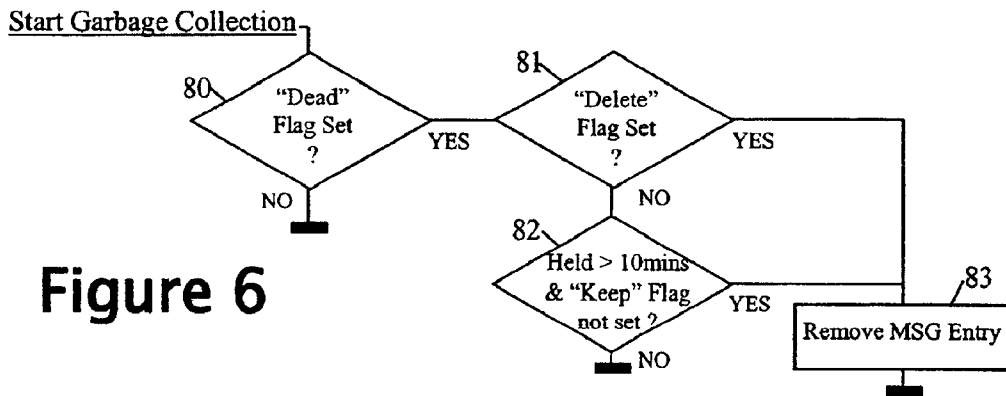 Start Garbage Collection
80
"Dead"
Flag Set
?
YES
NO
81
"Delete"
Flag Set
?
YES
NO
82
Held > 10mins
& "Keep" Flag
not set ?
YES
NO
83
Remove MSG Entry
Figure 6